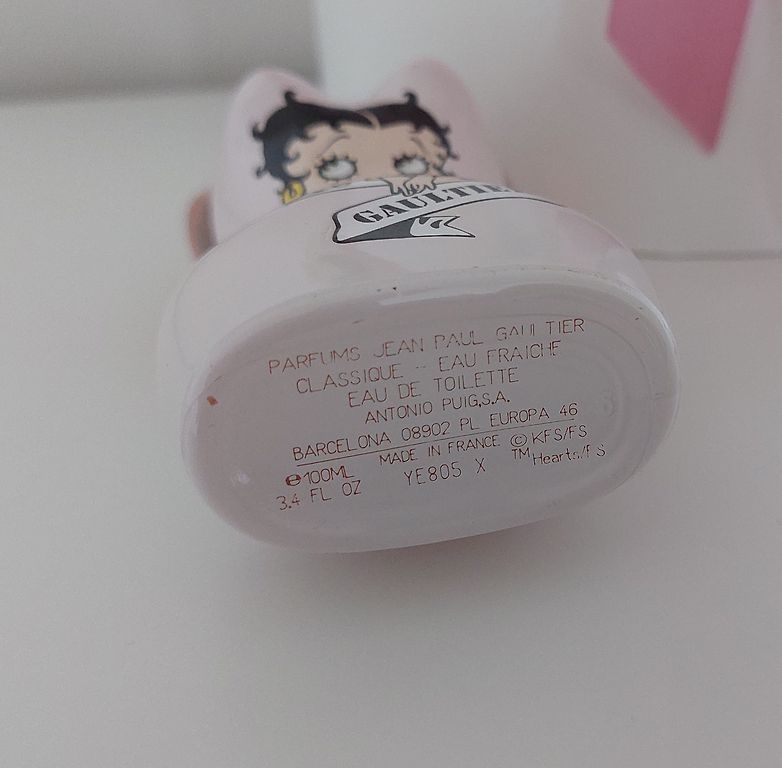 GAULTIER
PARFUMS JEAN PAUL GAULTIER
CLASSIQUE - EAU FRAICHE
EAU DE TOILETTE
ANTONIO PUIG,S.A.
BARCELONA 08902 PL EUROPA 46
℮100ML MADE IN FRANCE ©KFS/FS
3.4 FL OZ YE805 X TM Hearts/FS